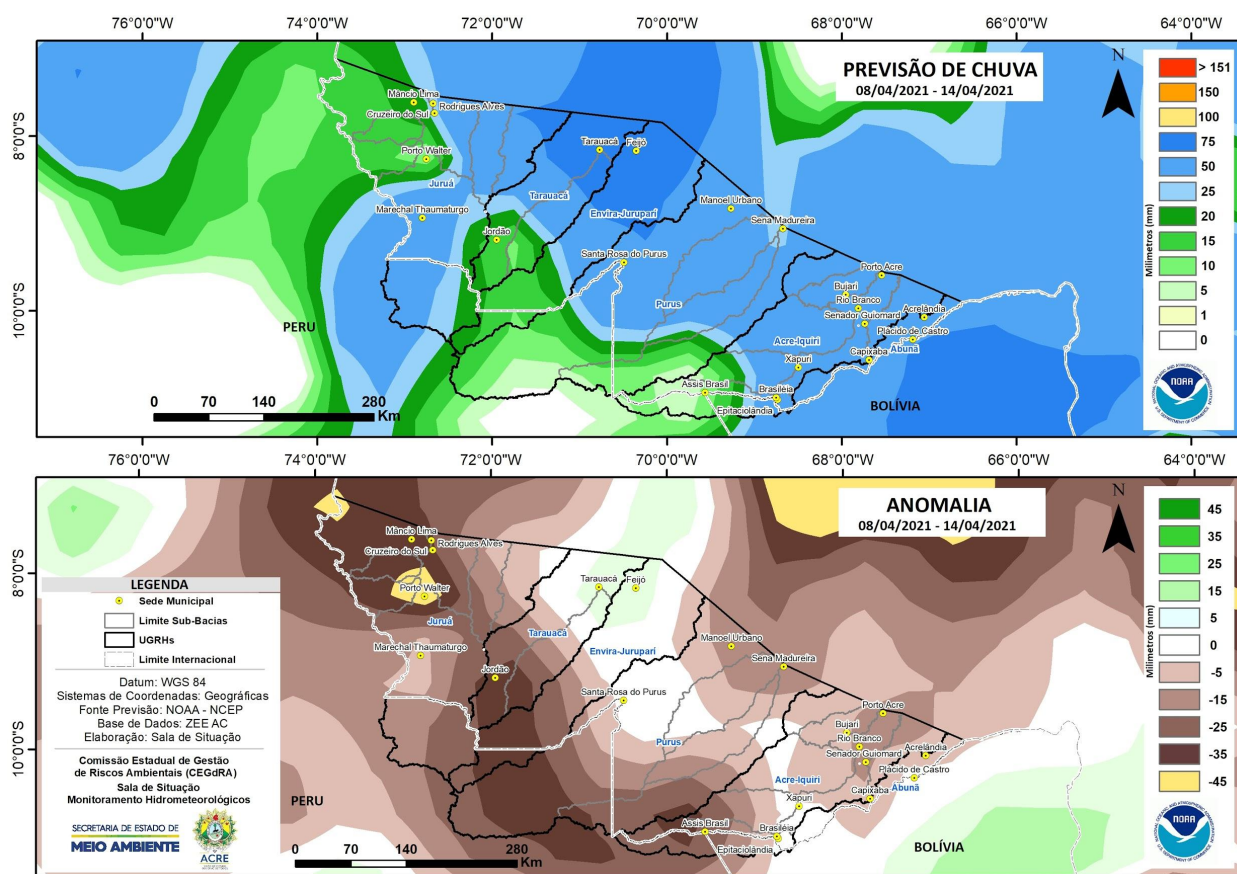 76°0'0"W
74°0'0"W
72°0'0"W
70°0'0"W
68°0'0"W
66°0'0"W
64°0'0"W
N
PREVISÃO DE CHUVA
08/04/2021 - 14/04/2021
8°0'0"S
10°0'0"S
Mâncio Lima
Rodrigues Alves
Cruzeiro do Sul
Porto Walter
Juruá
Marechal Thaumaturgo
Tarauacá
Feijó
Tarauacá
Jordão
Envira-Jurupari
Manoel Urbano
Sena Madureira
Santa Rosa do Purus
Purus
Porto Acre
Bujari
Rio Branco
Acrelândia
Senador Guiomard
Plácido de Castro
Acre-Iquiri
Abunã
Xapuri
Capixaba
Assis Brasil
Brasiléia
Epitaciolândia
PERU
BOLÍVIA
0 70 140 280
Km
Milímetros (mm)
> 151
150
100
75
50
25
20
15
10
5
1
0
NOAA
76°0'0"W
74°0'0"W
72°0'0"W
70°0'0"W
68°0'0"W
66°0'0"W
64°0'0"W
N
ANOMALIA
08/04/2021 - 14/04/2021
8°0'0"S
10°0'0"S
Mâncio Lima
Rodrigues Alves
Cruzeiro do Sul
Porto Walter
Juruá
Marechal Thaumaturgo
Tarauacá
Feijó
Tarauacá
Jordão
Envira-Jurupari
Manoel Urbano
Sena Madureira
Santa Rosa do Purus
Purus
Porto Acre
Bujari
Rio Branco
Acrelândia
Senador Guiomard
Plácido de Castro
Acre-Iquiri
Abunã
Xapuri
Capixaba
Assis Brasil
Brasiléia
Epitaciolândia
PERU
BOLÍVIA
0 70 140 280
Km
Milímetros (mm)
45
35
25
15
5
0
-5
-15
-25
-35
-45
NOAA
LEGENDA
Sede Municipal
Limite Sub-Bacias
UGRHs
Limite Internacional
Datum: WGS 84
Sistemas de Coordenadas: Geográficas
Fonte Previsão: NOAA - NCEP
Base de Dados: ZEE AC
Elaboração: Sala de Situação
Comissão Estadual de Gestão
de Riscos Ambientais (CEGdRA)
Sala de Situação
Monitoramento Hidrometeorológicos
SECRETARIA DE ESTADO DE
MEIO AMBIENTE
ACRE